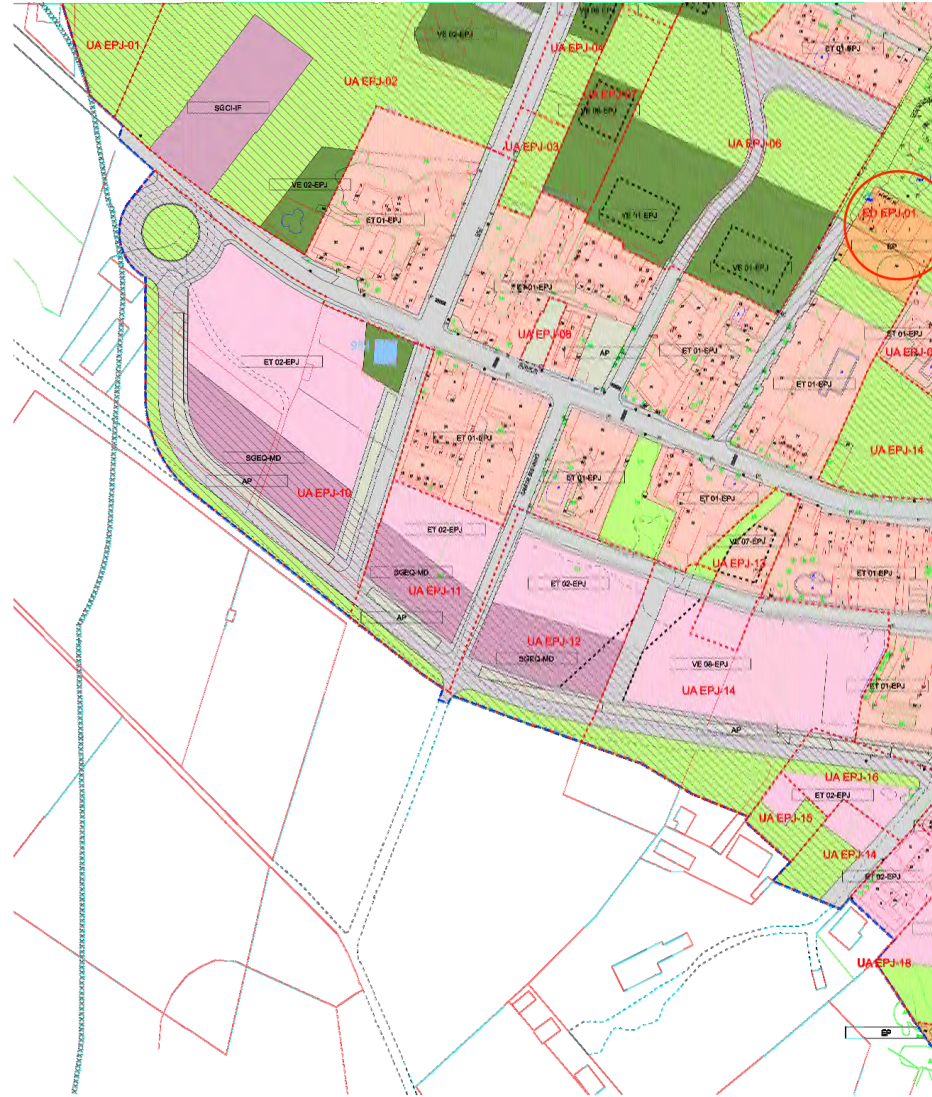 VE 06-EPJ
UA EPJ-01
VE 02-EPJ
UA EPJ-04
ET 01-EPJ
UA EPJ-02
UA EPJ-07
SGCI-IF
VE 06-EPJ
UA EPJ-03
UA EPJ-06
VE 02-EPJ
ED EPJ-01
VE 01-EPJ
ET 01-EPJ
EP
VE 01-EPJ
ET 01-EPJ
UA EPJ-08
ET 01-EPJ
AP
ET 01-EPJ
ET 02-EPJ
ET 01-EPJ
ET 01-EPJ
UA EPJ-14
SGEQ-MD
AP
ET 01-EPJ
UA EPJ-10
ET 01-EPJ
ET 02-EPJ
VE 07-EPJ
UA EPJ-13
SGEQ-MD
ET 02-EPJ
ET 01-EPJ
UA EPJ-11
AP
UA EPJ-12
SGEQ-MD
VE 08-EPJ
UA EPJ-14
ET 01-EPJ
AP
UA EPJ-16
ET 02-EPJ
UA EPJ-15
UA EPJ-14
ET 02-EPJ
UA EPJ-18
EP